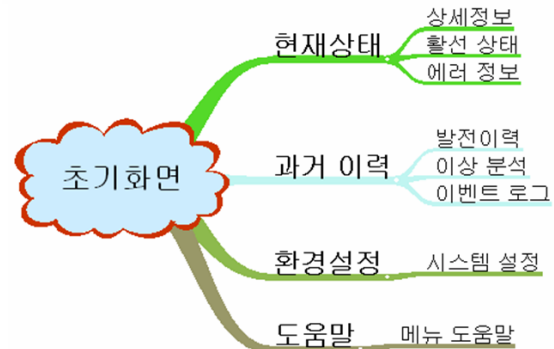 초기화면
현재상태
상세정보
활선 상태
에러 정보
과거 이력
발전이력
이상 분석
이벤트 로그
환경설정
시스템 설정
도움말
메뉴 도움말